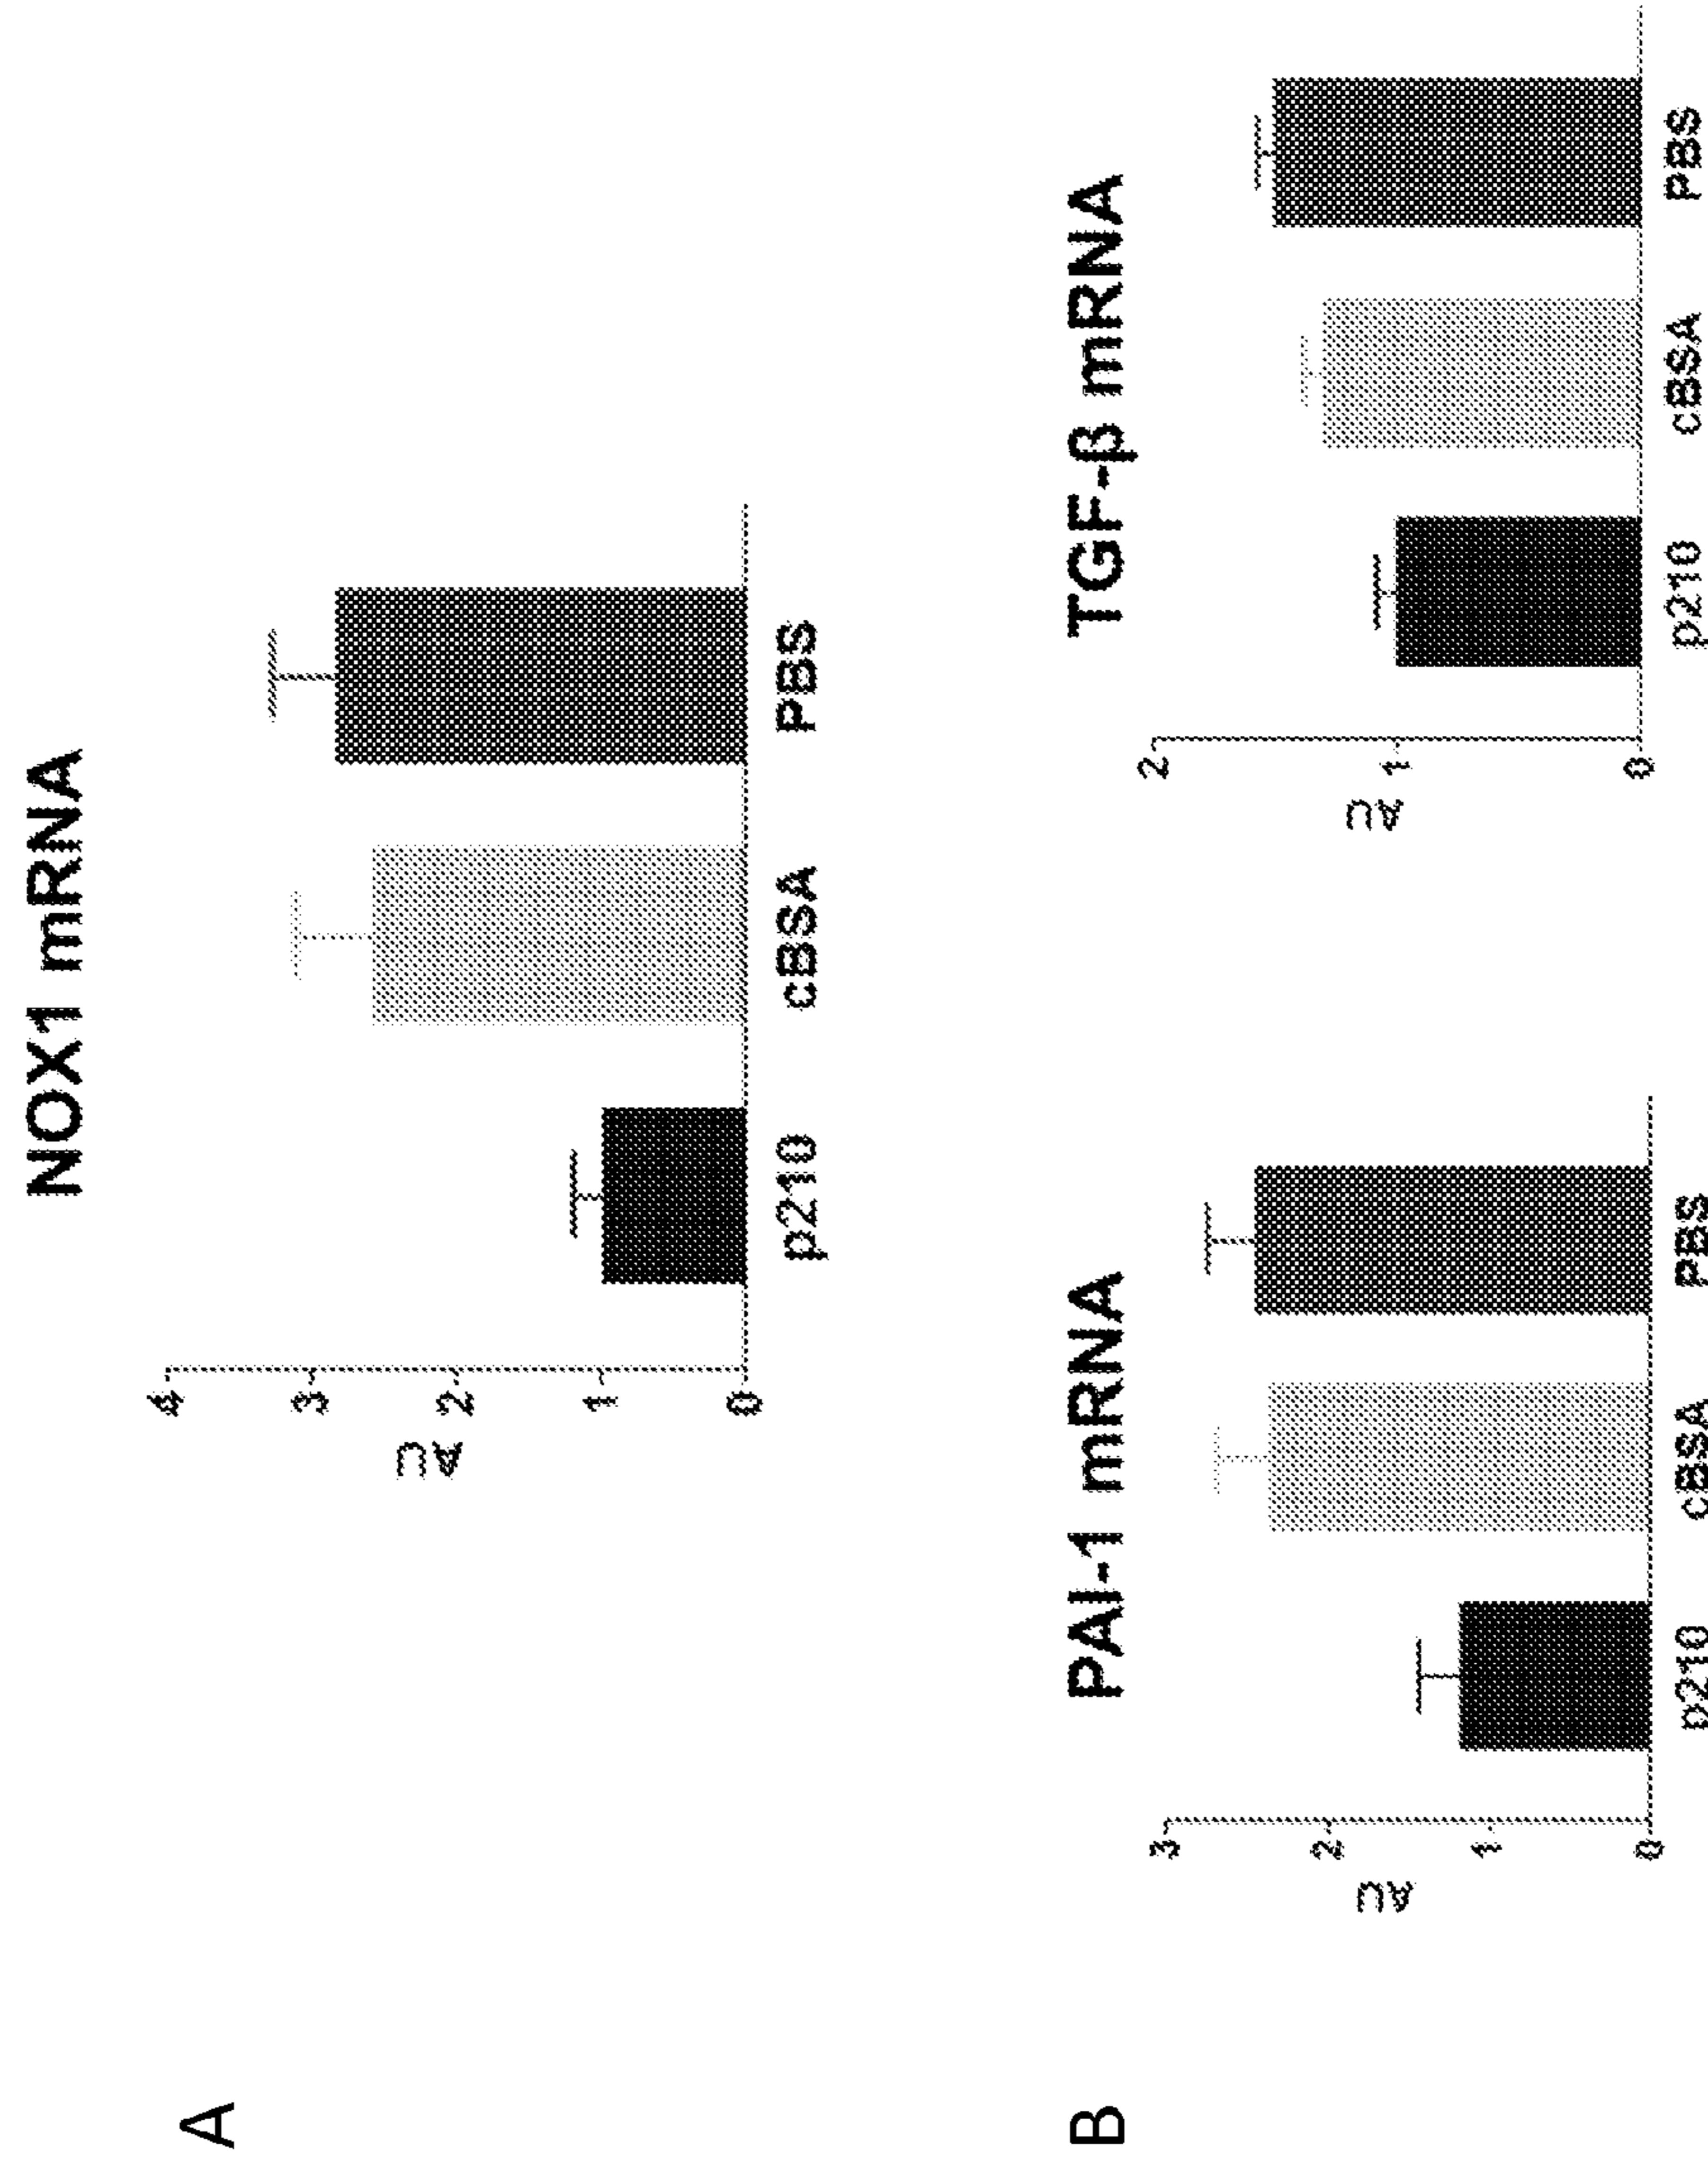 A
NOX1 mRNA
AU
4
3
2
1
0
p210 cBSA PBS
B
PAI-1 mRNA
AU
3
2
1
0
p210 cBSA PBS
TGF-β mRNA
AU
2
1
0
p210 cBSA PBS